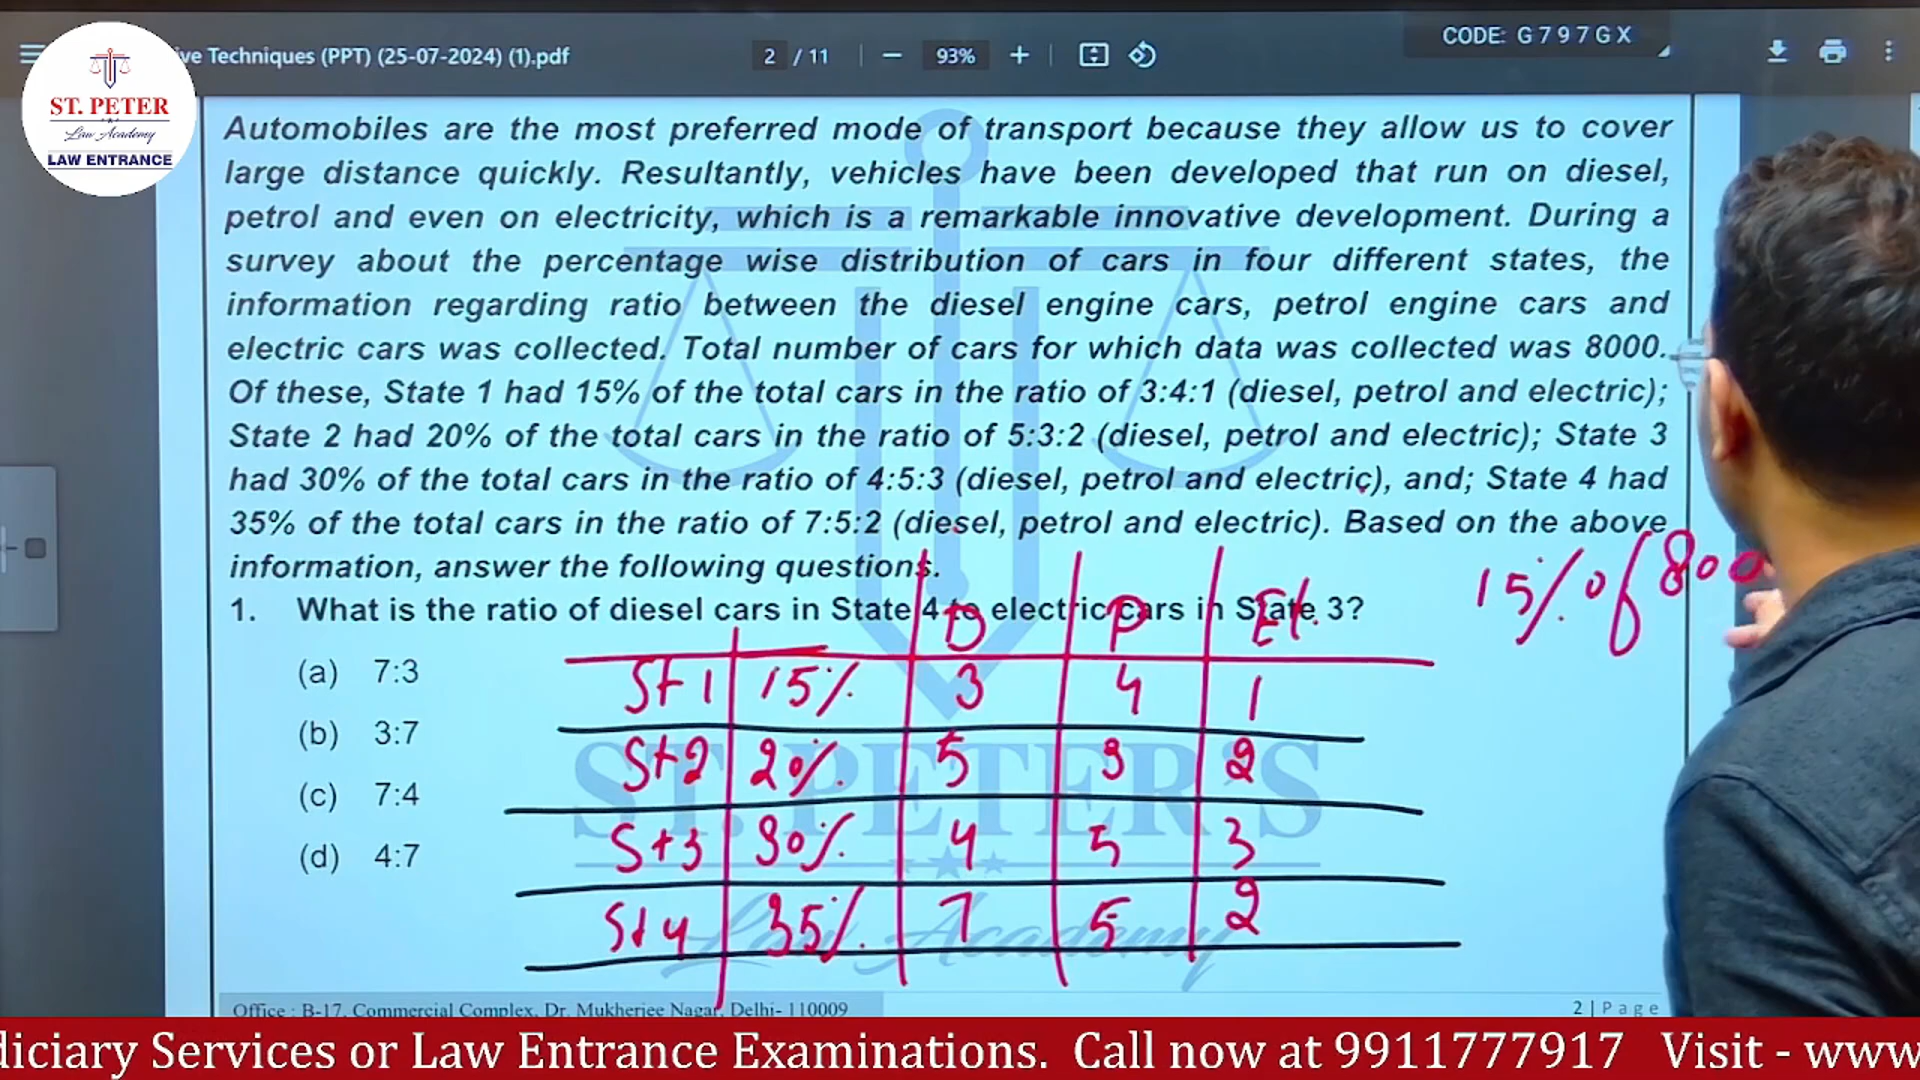 ve Techniques (PPT) (25-07-2024) (1).pdf
2 / 11
93%
CODE: G797GX
ST. PETER
Law Academy
LAW ENTRANCE
Automobiles are the most preferred mode of transport because they allow us to cover
large distance quickly. Resultantly, vehicles have been developed that run on diesel,
petrol and even on electricity, which is a remarkable innovative development. During a
survey about the percentage wise distribution of cars in four different states, the
information regarding ratio between the diesel engine cars, petrol engine cars and
electric cars was collected. Total number of cars for which data was collected was 8000.
Of these, State 1 had 15% of the total cars in the ratio of 3:4:1 (diesel, petrol and electric);
State 2 had 20% of the total cars in the ratio of 5:3:2 (diesel, petrol and electric); State 3
had 30% of the total cars in the ratio of 4:5:3 (diesel, petrol and electric), and; State 4 had
35% of the total cars in the ratio of 7:5:2 (diesel, petrol and electric). Based on the above
information, answer the following questions.
15% of 800
1. What is the ratio of diesel cars in State 4 to electric cars in State 3?
D P El.
(a) 7:3
(b) 3:7
(c) 7:4
(d) 4:7
St 1 15% 3 4 1
St 2 20% 5 3 2
St 3 30% 4 5 3
St 4 35% 7 5 2
ST. PETER'S
Law Academy
Office : B-17, Commercial Complex, Dr. Mukherjee Nagar, Delhi- 110009
2 | Page
diciary Services or Law Entrance Examinations. Call now at 9911777917 Visit - www